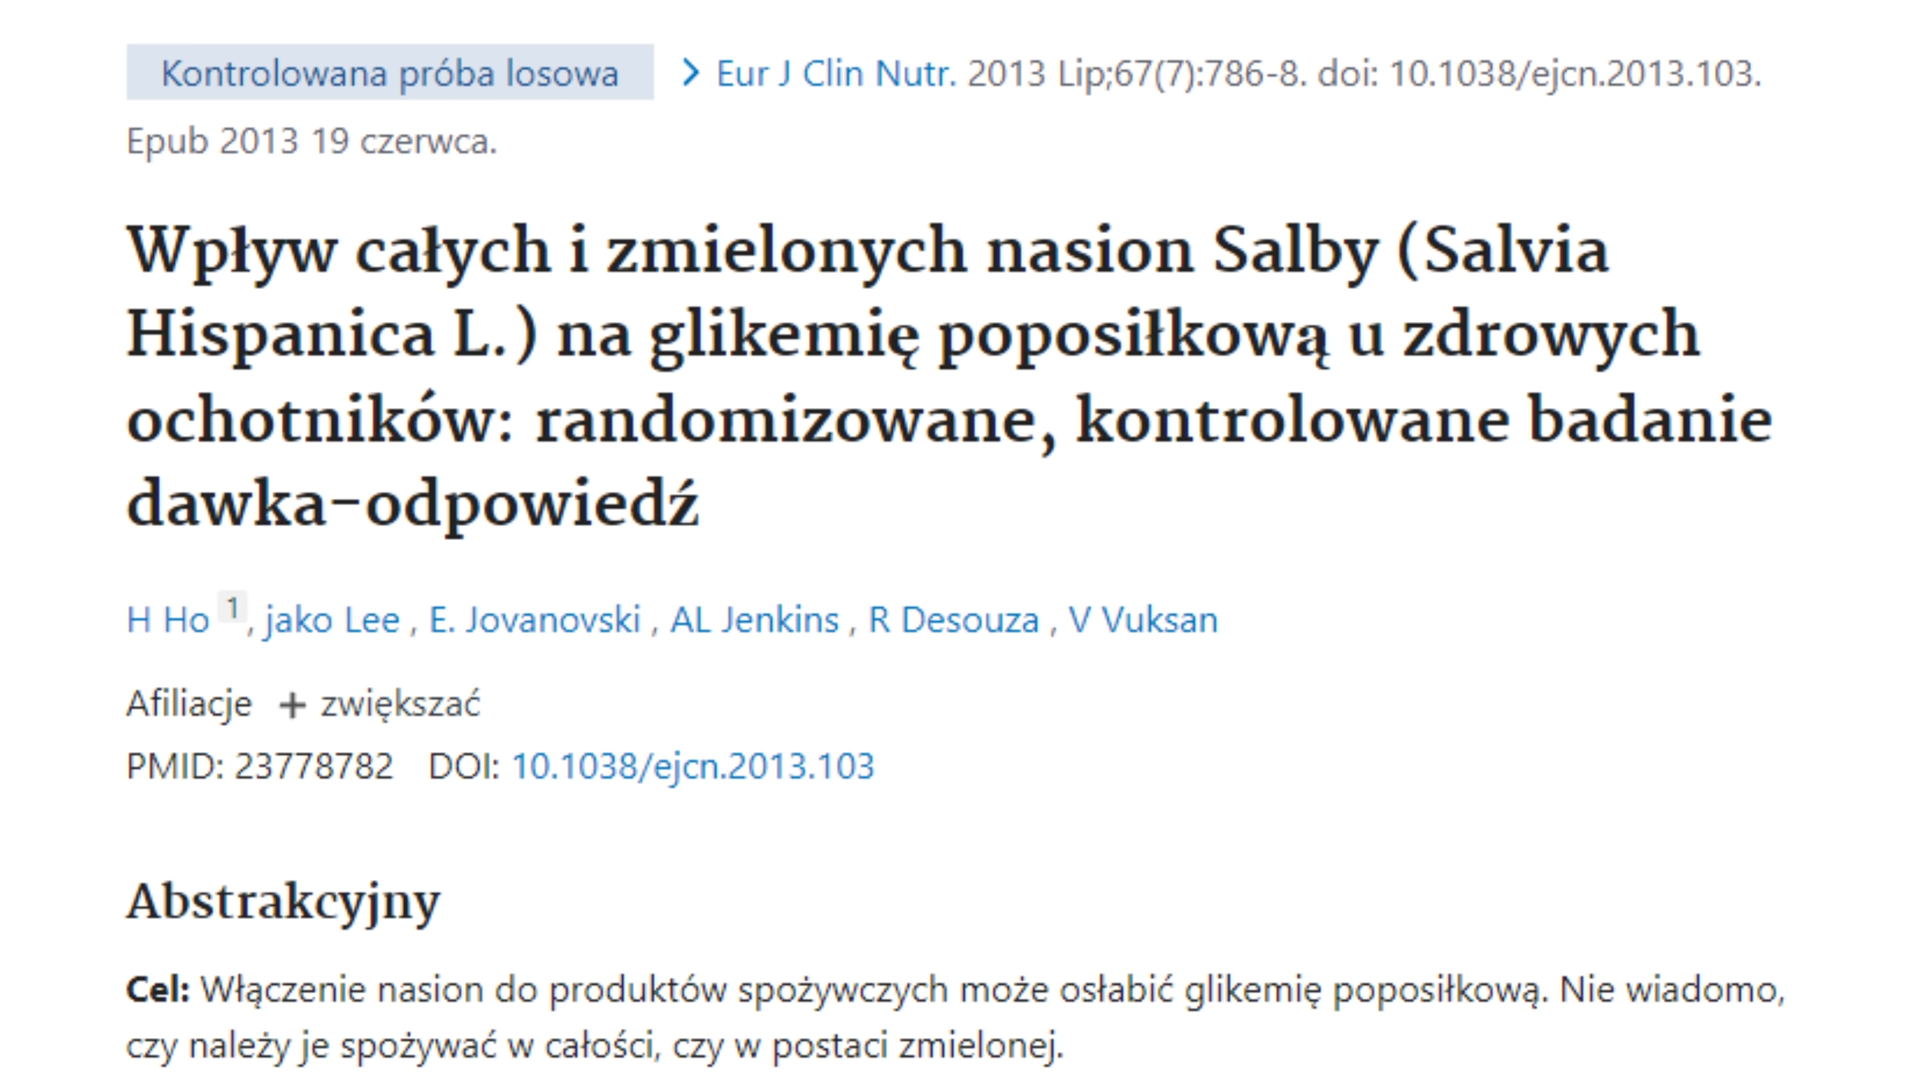 Kontrolowana próba losowa > Eur J Clin Nutr. 2013 Lip;67(7):786-8. doi: 10.1038/ejcn.2013.103.
Epub 2013 19 czerwca.
Wpływ całych i zmielonych nasion Salby (Salvia
Hispanica L.) na glikemię poposiłkową u zdrowych
ochotników: randomizowane, kontrolowane badanie
dawka-odpowiedź
H Ho 1 , jako Lee , E. Jovanovski , AL Jenkins , R Desouza , V Vuksan
Afiliacje + zwiększać
PMID: 23778782 DOI: 10.1038/ejcn.2013.103
Abstrakcyjny
Cel: Włączenie nasion do produktów spożywczych może osłabić glikemię poposiłkową. Nie wiadomo,
czy należy je spożywać w całości, czy w postaci zmielonej.